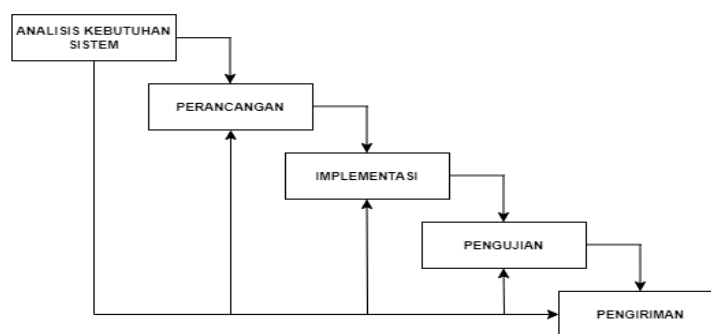 ANALISIS KEBUTUHAN
SISTEM
PERANCANGAN
IMPLEMENTASI
PENGUJIAN
PENGIRIMAN